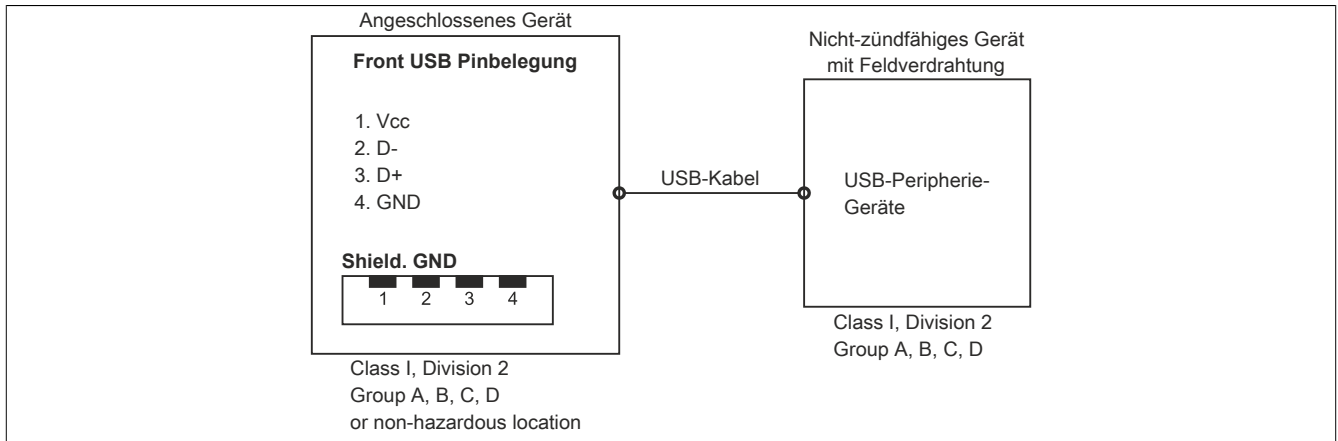 Angeschlossenes Gerät
Front USB Pinbelegung
1. Vcc
2. D-
3. D+
4. GND
Shield. GND
1 2 3 4
Class I, Division 2
Group A, B, C, D
or non-hazardous location
USB-Kabel
Nicht-zündfähiges Gerät
mit Feldverdrahtung
USB-Peripherie-
Geräte
Class I, Division 2
Group A, B, C, D